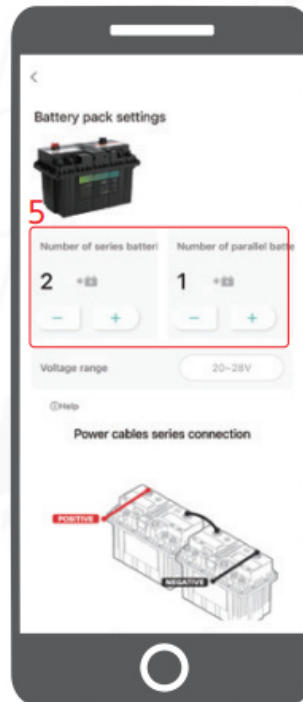 <
Battery pack settings
5
Number of series batteri
Number of parallel batte
2
1
− +
− +
Voltage range
20~28V
ⓘHelp
Power cables series connection
POSITIVE
NEGATIVE